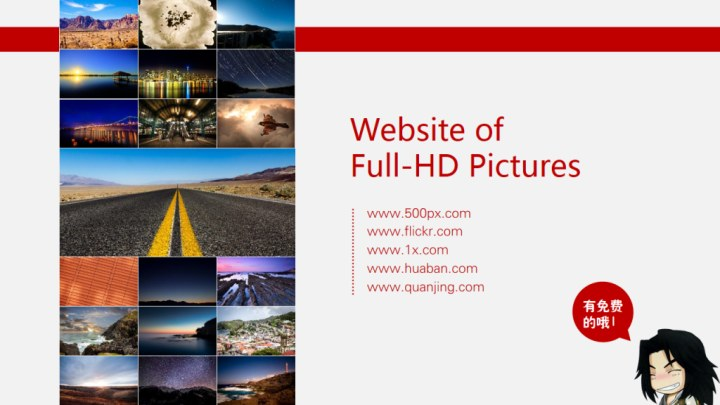 Website of
Full-HD Pictures
www.500px.com
www.flickr.com
www.1x.com
www.huaban.com
www.quanjing.com
有免费
的哦！